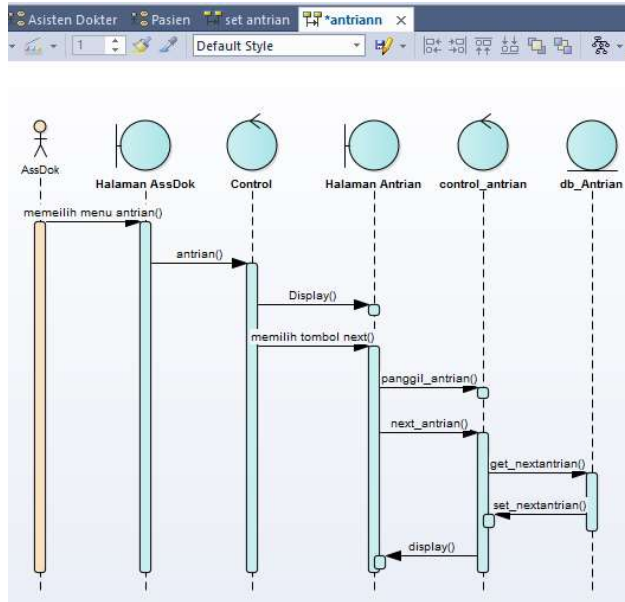 Asisten Dokter Pasien set antrian *antriann ×
1 Default Style
AssDok
Halaman AssDok Control Halaman Antrian control_antrian db_Antrian
memeilih menu antrian()
antrian()
Display()
memilih tombol next()
panggil_antrian()
next_antrian()
get_nextantrian()
set_nextantrian()
display()